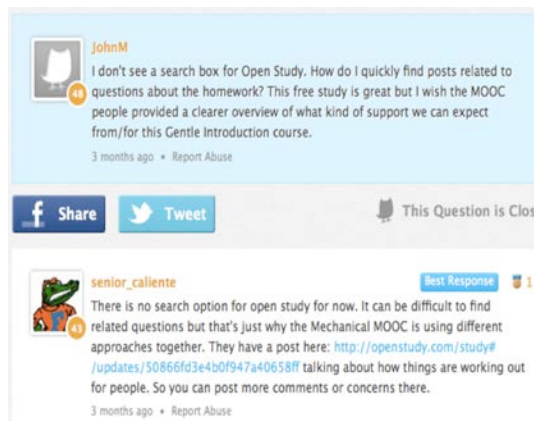 JohnM
I don't see a search box for Open Study. How do I quickly find posts related to
questions about the homework? This free study is great but I wish the MOOC
people provided a clearer overview of what kind of support we can expect
from/for this Gentle Introduction course.
48
3 months ago • Report Abuse
f Share
Tweet
This Question is Clos
senior_caliente
Best Response
1
There is no search option for open study for now. It can be difficult to find
related questions but that's just why the Mechanical MOOC is using different
approaches together. They have a post here: http://openstudy.com/study#
/updates/50866fd3e4b0f947a40658ff talking about how things are working out
for people. So you can post more comments or concerns there.
43
3 months ago • Report Abuse